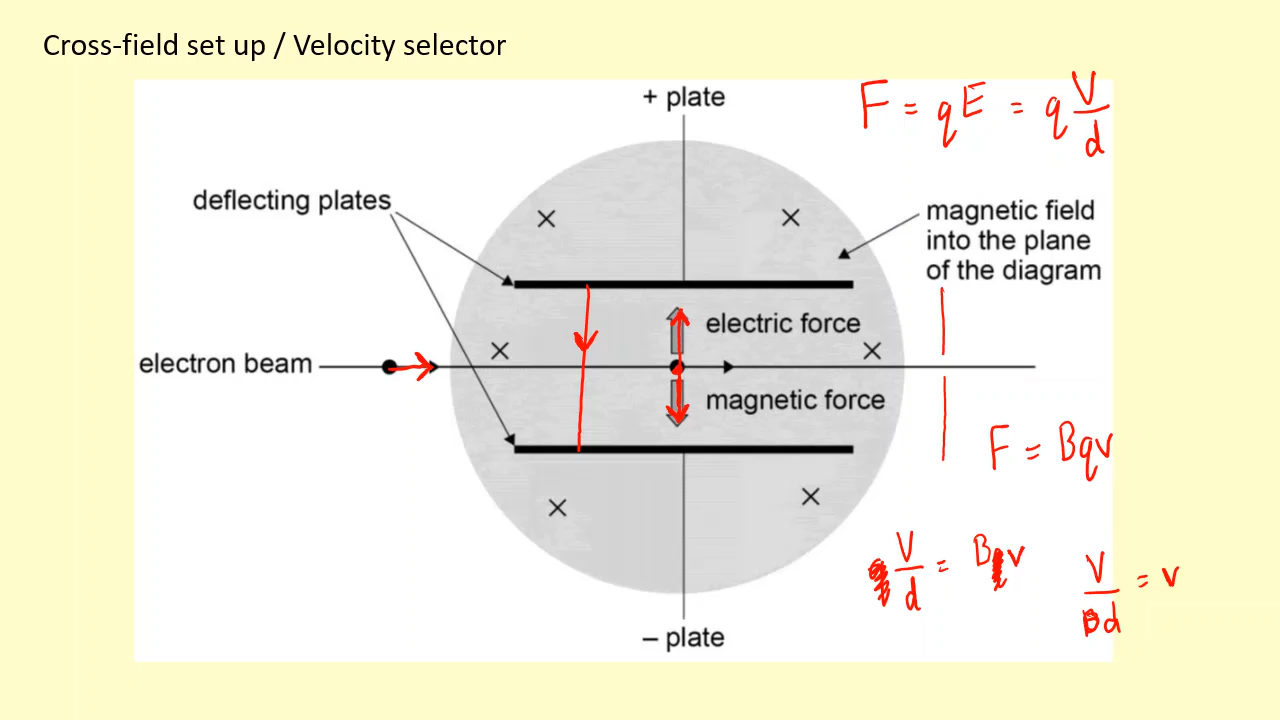 Cross-field set up / Velocity selector
+ plate
F = qE = q V/d
deflecting plates
magnetic field
into the plane
of the diagram
electric force
electron beam
magnetic force
F = Bqv
V/d = B v
V/Bd = v
– plate